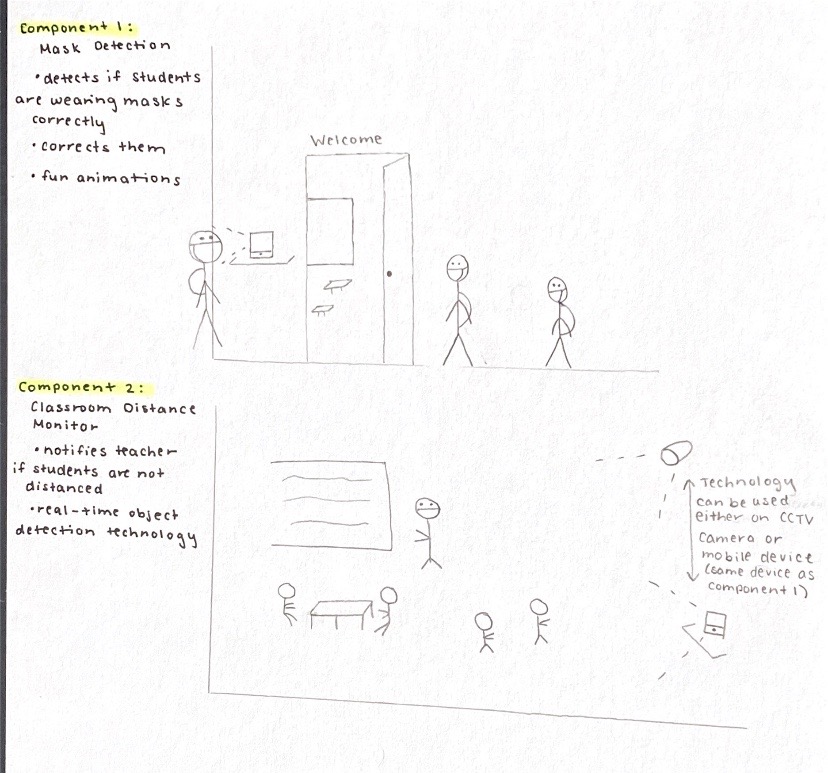 Component 1:
Mask Detection
• detects if students
are wearing masks
correctly
• corrects them
• fun animations
Welcome
Component 2:
Classroom Distance
Monitor
• notifies teacher
if students are not
distanced
• real-time object
detection technology
Technology
can be used
either on CCTV
camera or
mobile device
(same device as
component 1)